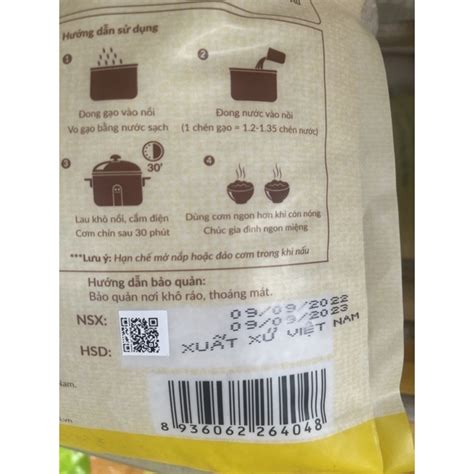 Hướng dẫn sử dụng
1
2
Đong gạo vào nồi
Vo gạo bằng nước sạch
Đong nước vào nồi
(1 chén gạo = 1.2-1.35 chén nước)
3
30'
4
Lau khô nồi, cắm điện
Cơm chín sau 30 phút
Dùng cơm ngon hơn khi còn nóng
Chúc gia đình ngon miệng
***Lưu ý: Hạn chế mở nắp hoặc đảo cơm trong khi nấu
Hướng dẫn bảo quản:
Bảo quản nơi khô ráo, thoáng mát.
NSX: 09/09/2022
HSD: 09/09/2023
XUẤT XỨ VIỆT NAM
8 936062 264048